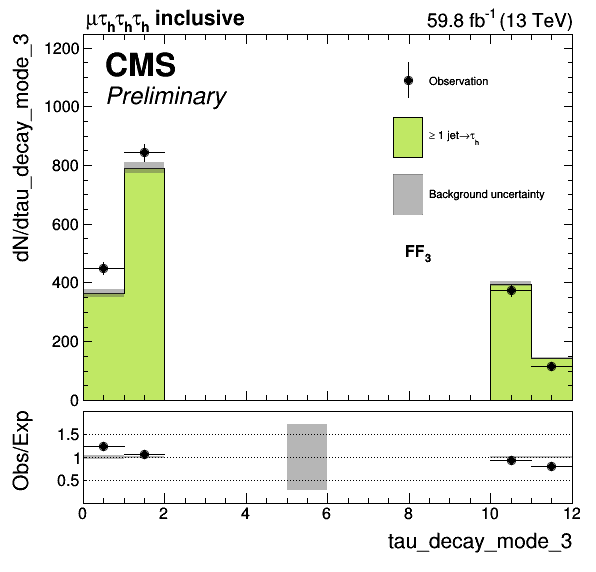 μτₕτₕτₕ inclusive
59.8 fb⁻¹ (13 TeV)
dN/dtau_decay_mode_3
1200
1000
800
600
400
200
0
CMS
Preliminary
Observation
≥ 1 jet→τₕ
Background uncertainty
FF₃
Obs/Exp
1.5
1
0.5
0 2 4 6 8 10 12
tau_decay_mode_3